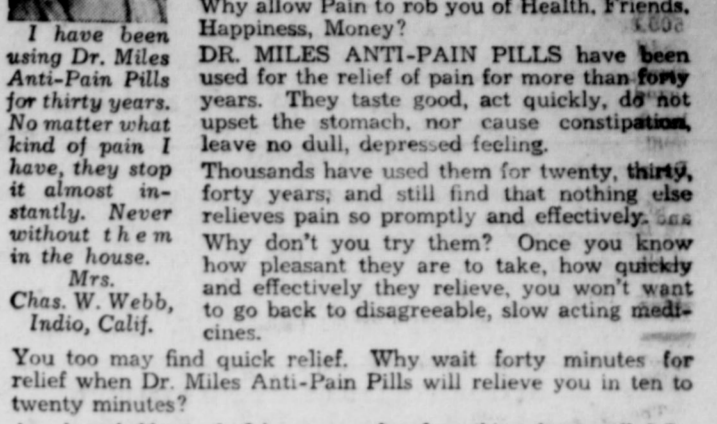 I have been
using Dr. Miles
Anti-Pain Pills
for thirty years.
No matter what
kind of pain I
have, they stop
it almost in-
stantly. Never
without them
in the house.
Mrs.
Chas. W. Webb,
Indio, Calif.
Why allow Pain to rob you of Health, Friends,
Happiness, Money?
DR. MILES ANTI-PAIN PILLS have been
used for the relief of pain for more than forty
years. They taste good, act quickly, do not
upset the stomach, nor cause constipation,
leave no dull, depressed feeling.
Thousands have used them for twenty, thirty,
forty years, and still find that nothing else
relieves pain so promptly and effectively.
Why don't you try them? Once you know
how pleasant they are to take, how quickly
and effectively they relieve, you won't want
to go back to disagreeable, slow acting medi-
cines.
You too may find quick relief. Why wait forty minutes for
relief when Dr. Miles Anti-Pain Pills will relieve you in ten to
twenty minutes?